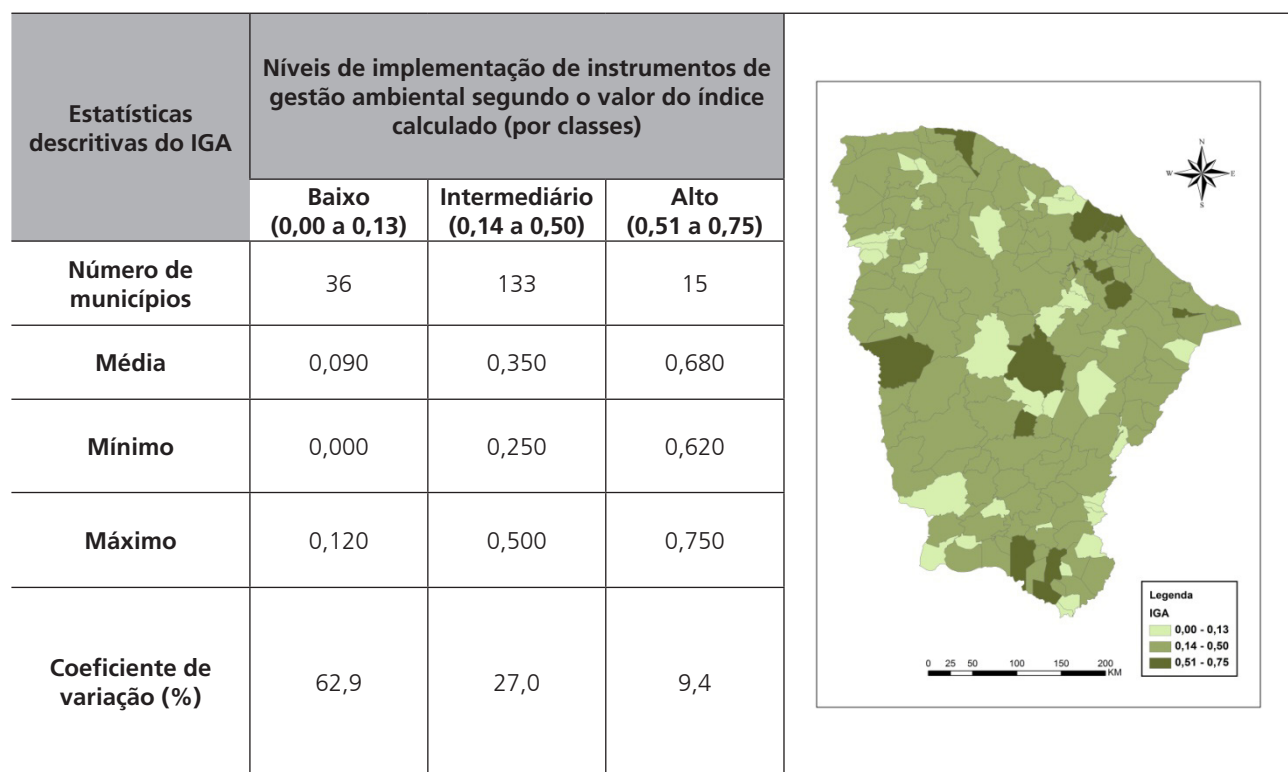 Estatísticas
descritivas do IGA
Níveis de implementação de instrumentos de
gestão ambiental segundo o valor do índice
calculado (por classes)
Baixo
(0,00 a 0,13)
Intermediário
(0,14 a 0,50)
Alto
(0,51 a 0,75)
Número de
municípios
36
133
15
Média
0,090
0,350
0,680
Mínimo
0,000
0,250
0,620
Máximo
0,120
0,500
0,750
Coeficiente de
variação (%)
62,9
27,0
9,4
N
W
E
S
Legenda
IGA
0,00 - 0,13
0,14 - 0,50
0,51 - 0,75
0 25 50 100 150 200
KM